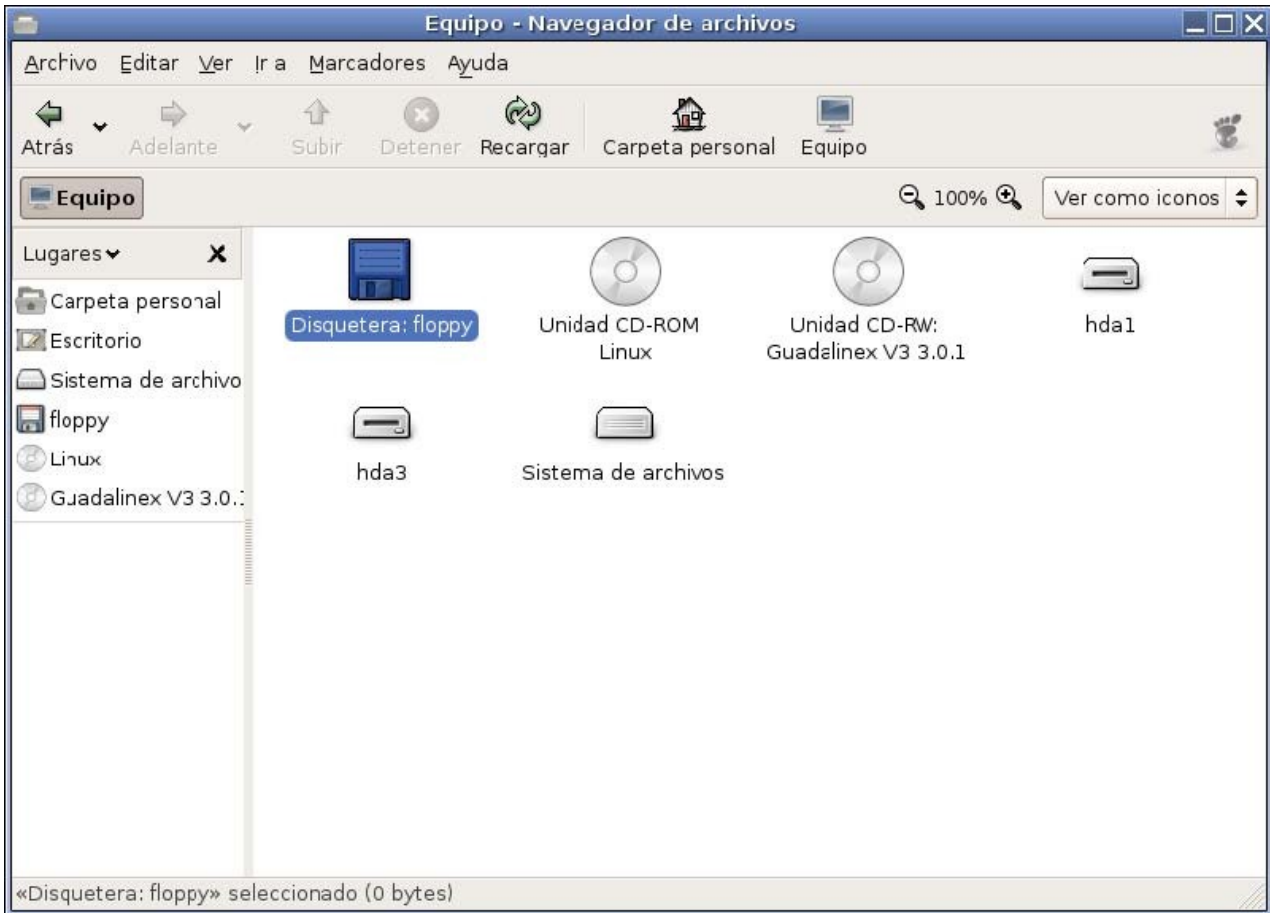 Equipo - Navegador de archivos
Archivo Editar Ver Ir a Marcadores Ayuda
Atrás Adelante Subir Detener Recargar Carpeta personal Equipo
Equipo 100% Ver como iconos
Lugares
Carpeta personal
Escritorio
Sistema de archivo
floppy
Linux
Guadalinex V3 3.0.1
Disquetera: floppy
Unidad CD-ROM
Linux
Unidad CD-RW:
Guadalinex V3 3.0.1
hda1
hda3
Sistema de archivos
«Disquetera: floppy» seleccionado (0 bytes)